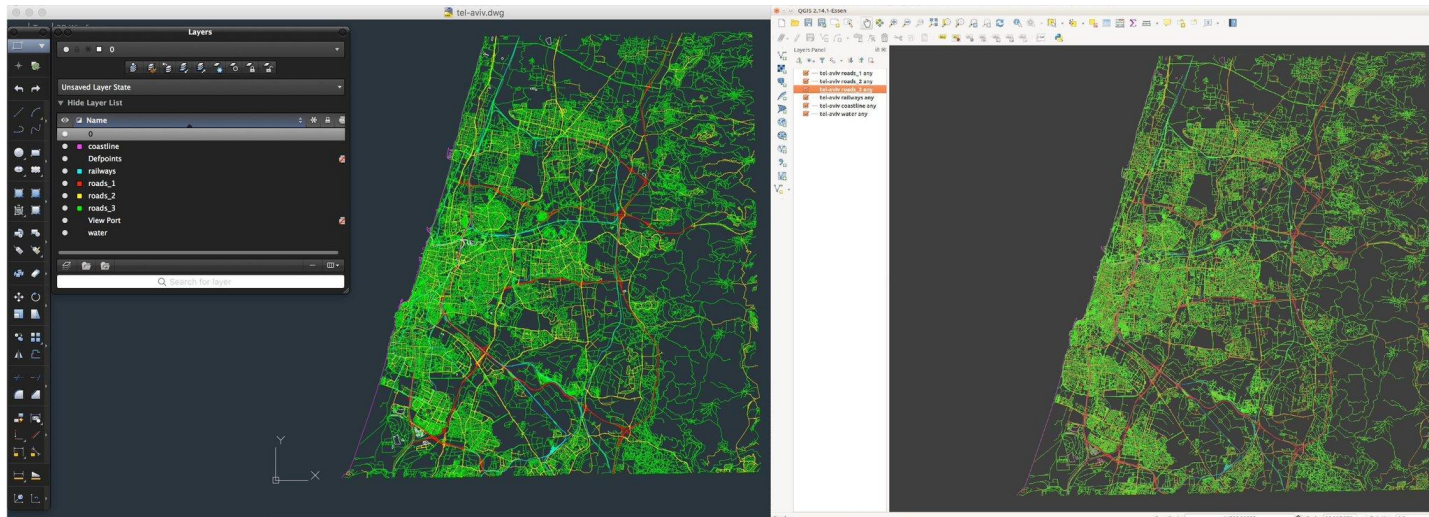 tel-aviv.dwg
Layers
0
Unsaved Layer State
Hide Layer List
Name
0
coastline
Defpoints
railways
roads_1
roads_2
roads_3
View Port
water
Search for layer
Y
X
QGIS 2.14.1-Essen
Layers Panel
tel-aviv roads_1 any
tel-aviv roads_2 any
tel-aviv roads_3 any
tel-aviv railways any
tel-aviv coastline any
tel-aviv water any